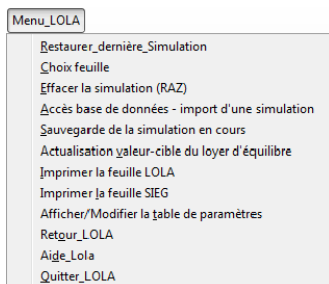 Menu_LOLA
Restaurer_dernière_Simulation
Choix feuille
Effacer la simulation (RAZ)
Accès base de données - import d'une simulation
Sauvegarde de la simulation en cours
Actualisation valeur-cible du loyer d'équilibre
Imprimer la feuille LOLA
Imprimer la feuille SIEG
Afficher/Modifier la table de paramètres
Retour_LOLA
Aide_Lola
Quitter_LOLA